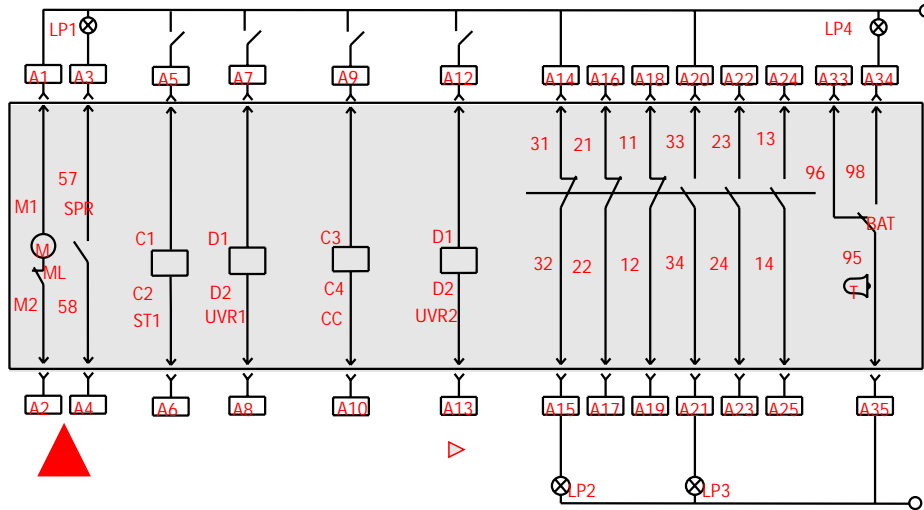 LP1
LP4
A1
A3
A5
A7
A9
A12
A14
A16
A18
A20
A22
A24
A33
A34
31
21
11
33
23
13
96
98
57
M1
SPR
BAT
C1
D1
C3
D1
M
ML
95
T
32
22
12
34
24
14
M2
58
C2
D2
C4
D2
ST1
UVR1
CC
UVR2
A2
A4
A6
A8
A10
A13
A15
A17
A19
A21
A23
A25
A35
LP2
LP3